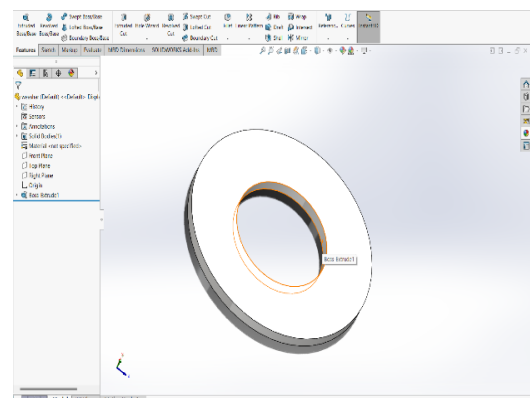 Extruded Boss/Base
Revolved Boss/Base
Swept Boss/Base
Lofted Boss/Base
Boundary Boss/Base
Extruded Cut
Hole Wizard
Revolved Cut
Swept Cut
Lofted Cut
Boundary Cut
Fillet
Linear Pattern
Rib
Draft
Shell
Wrap
Intersect
Mirror
Curves
Features
Sketch
Markup
Evaluate
MBD Dimensions
SOLIDWORKS Add-Ins
MBD
History
Sensors
Annotations
Solid Bodies(1)
Material <not specified>
Front Plane
Top Plane
Right Plane
Origin
Boss-Extrude1
Boss-Extrude1